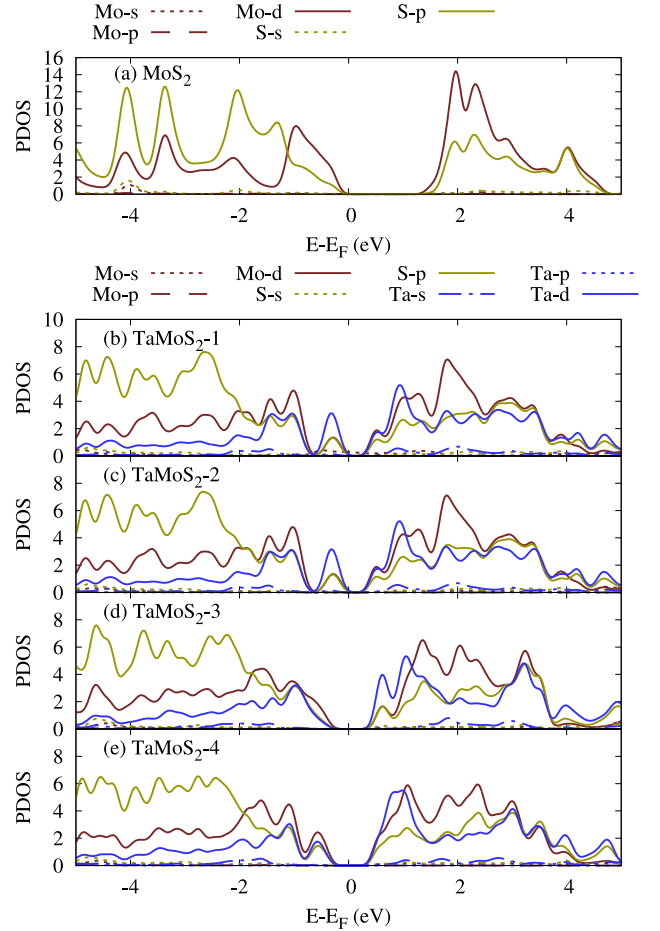 Mo-s Mo-d S-p
Mo-p S-s
(a) MoS₂
PDOS
16
14
12
10
8
6
4
2
0
-4 -2 0 2 4
E-E_F (eV)
Mo-s Mo-d S-p Ta-p
Mo-p S-s Ta-s Ta-d
(b) TaMoS₂-1
PDOS
10
8
6
4
2
0
(c) TaMoS₂-2
PDOS
8
6
4
2
0
(d) TaMoS₂-3
PDOS
8
6
4
2
0
(e) TaMoS₂-4
PDOS
8
6
4
2
0
-4 -2 0 2 4
E-E_F (eV)